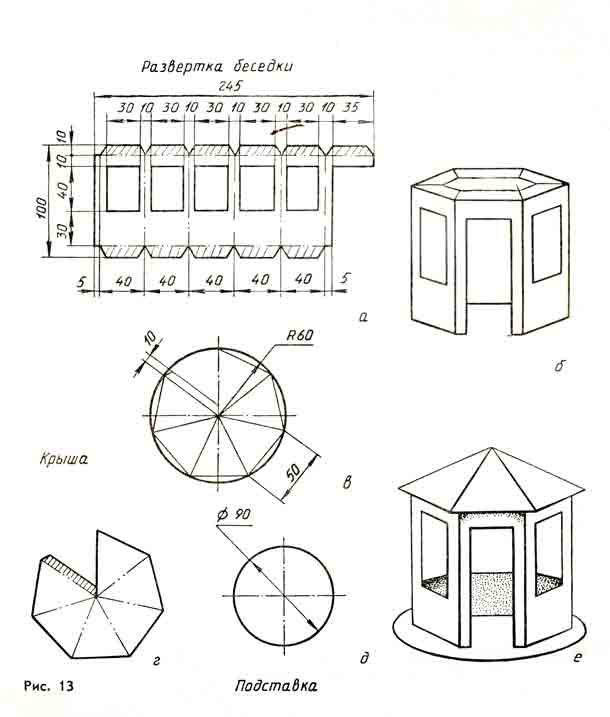 Развертка беседки
245
30 10 30 10 30 10 30 10 30 10 35
10
10
40
100
30
5 40 40 40 40 40 5
а
б
10
R60
Крыша
50
в
Ф 90
г
д
е
Рис. 13
Подставка